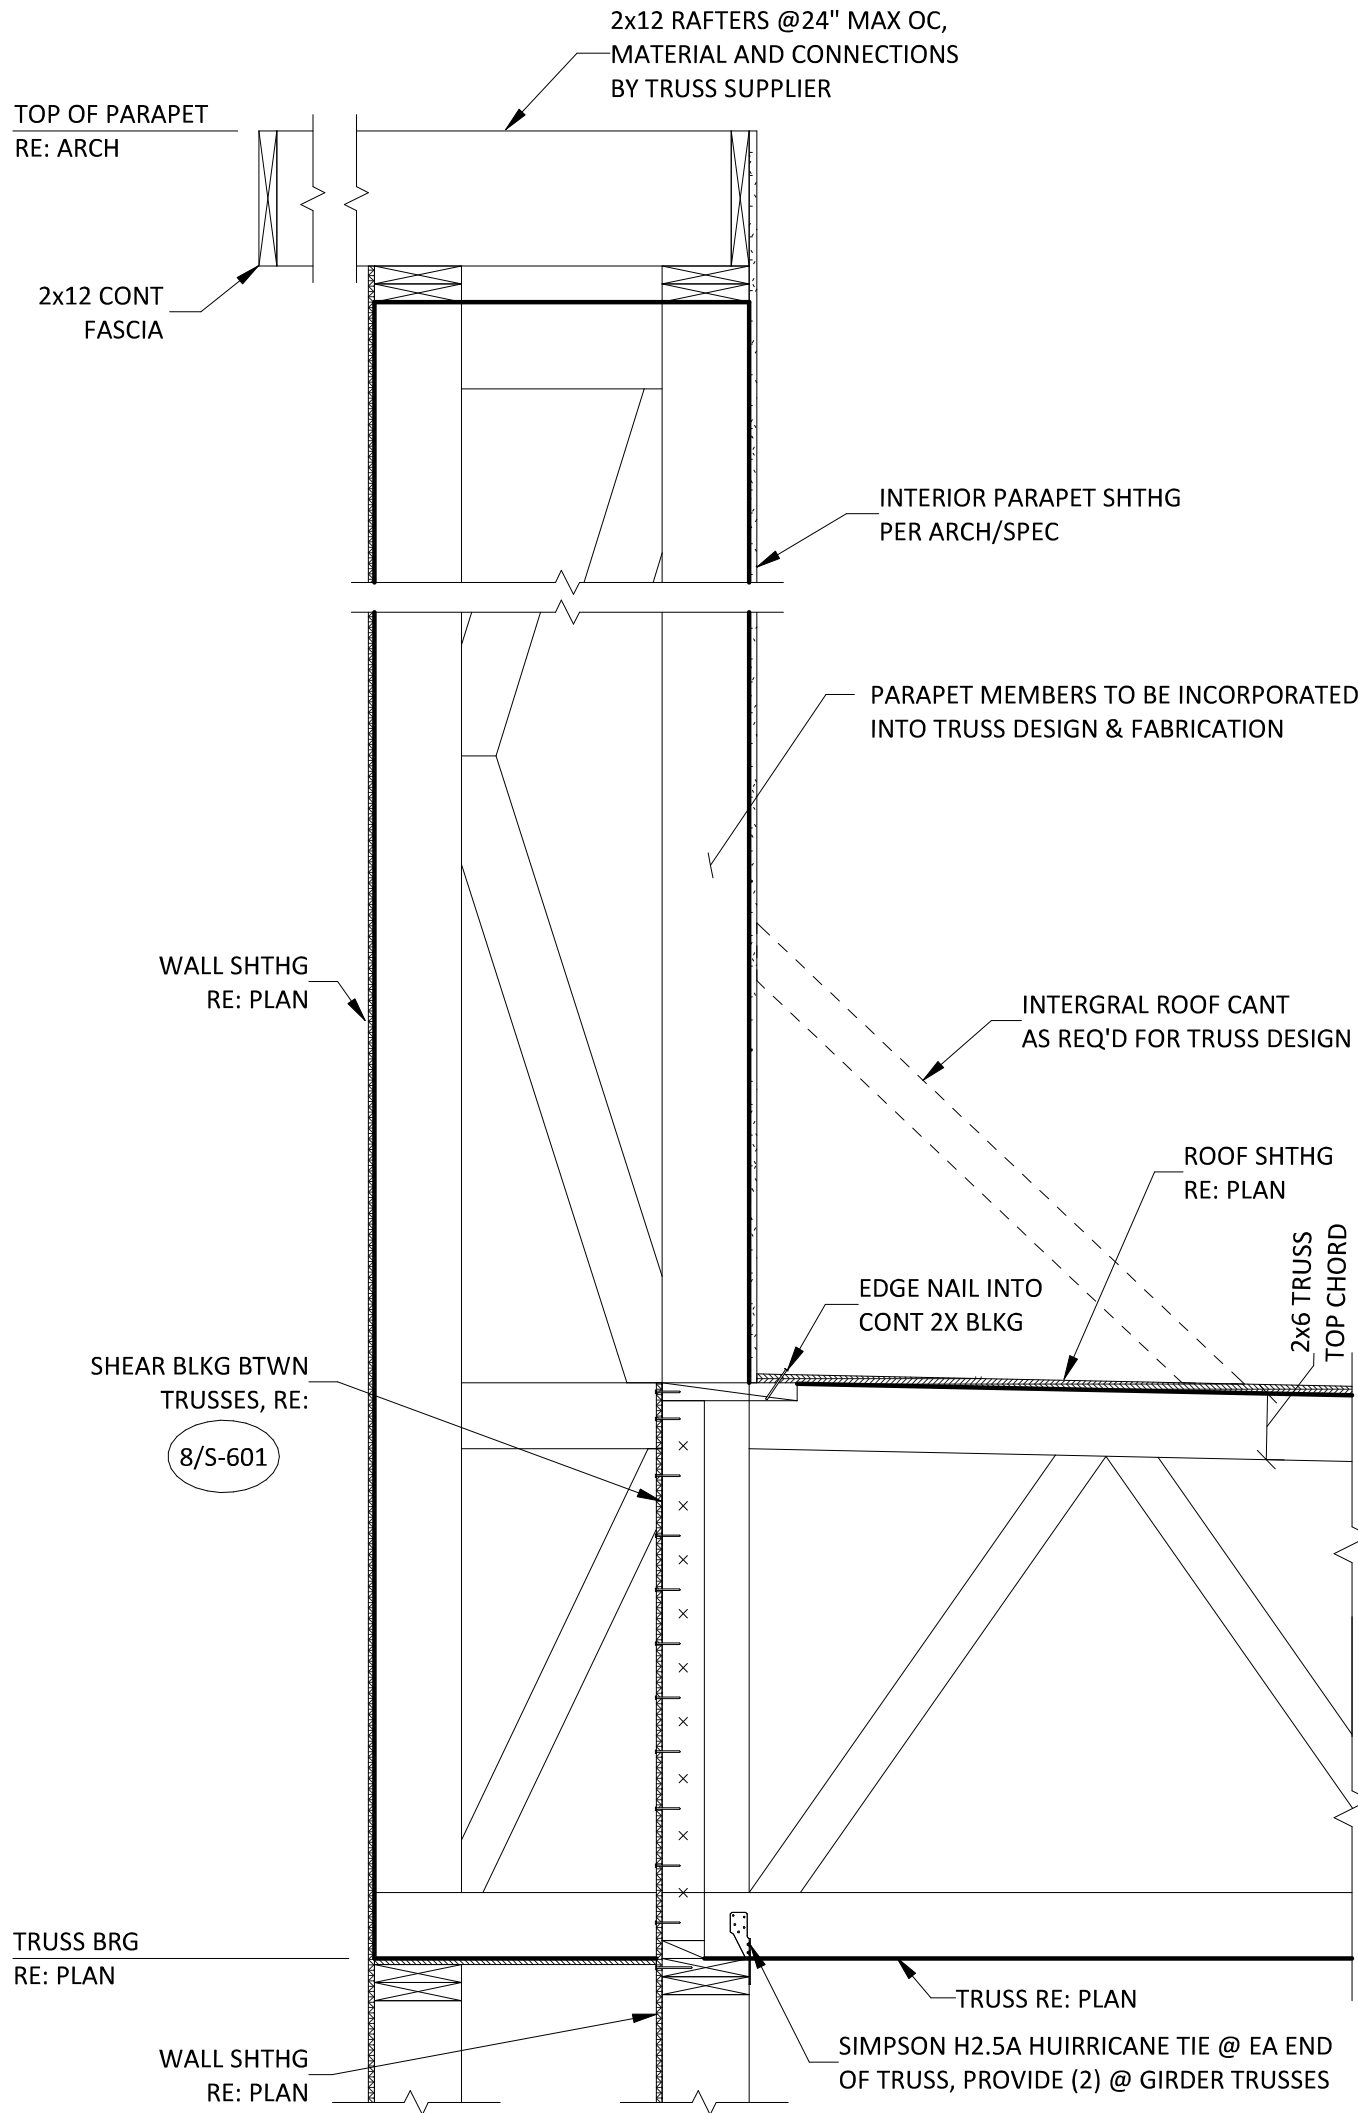 2x12 RAFTERS @24" MAX OC,
MATERIAL AND CONNECTIONS
BY TRUSS SUPPLIER
TOP OF PARAPET
RE: ARCH
2x12 CONT
FASCIA
INTERIOR PARAPET SHTHG
PER ARCH/SPEC
PARAPET MEMBERS TO BE INCORPORATED
INTO TRUSS DESIGN & FABRICATION
WALL SHTHG
RE: PLAN
INTERGRAL ROOF CANT
AS REQ'D FOR TRUSS DESIGN
ROOF SHTHG
RE: PLAN
2x6 TRUSS
TOP CHORD
EDGE NAIL INTO
CONT 2X BLKG
SHEAR BLKG BTWN
TRUSSES, RE:
8/S-601
TRUSS BRG
RE: PLAN
TRUSS RE: PLAN
SIMPSON H2.5A HUIRRICANE TIE @ EA END
OF TRUSS, PROVIDE (2) @ GIRDER TRUSSES
WALL SHTHG
RE: PLAN